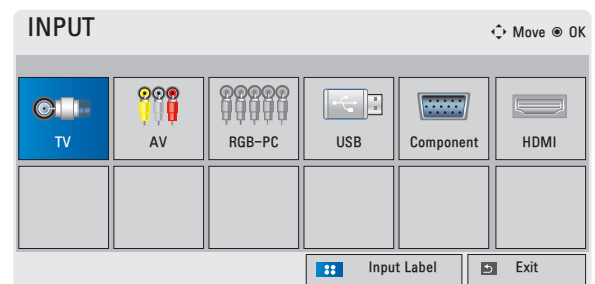 INPUT
Move OK
TV AV RGB-PC USB Component HDMI
Input Label Exit